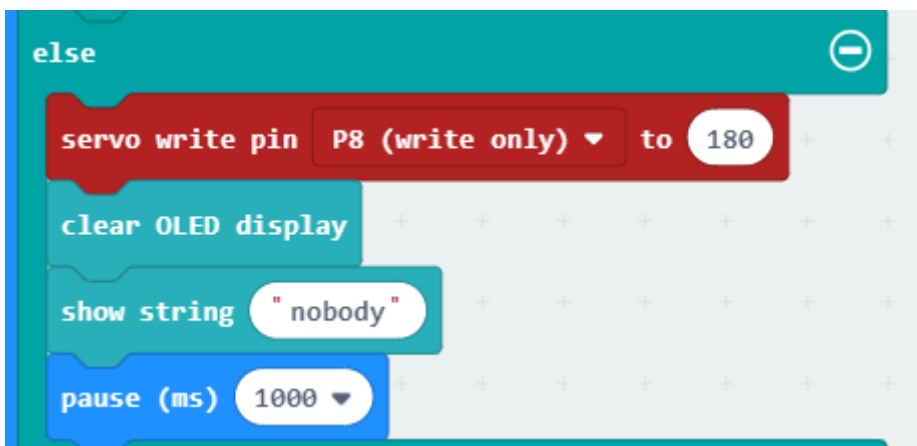 else
servo write pin P8 (write only) to 180
clear OLED display
show string "nobody"
pause (ms) 1000